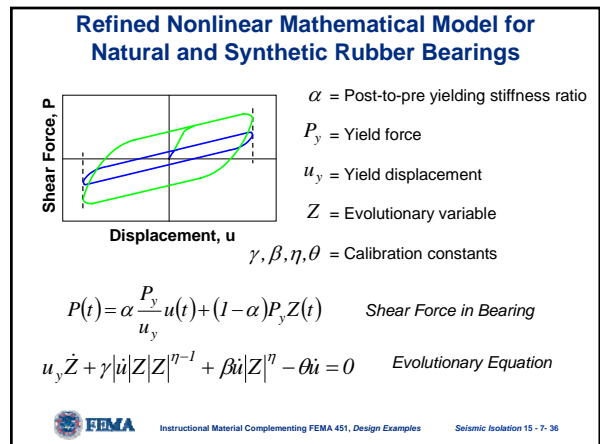 Refined Nonlinear Mathematical Model for
Natural and Synthetic Rubber Bearings
Shear Force, P
Displacement, u
α = Post-to-pre yielding stiffness ratio
P_y = Yield force
u_y = Yield displacement
Z = Evolutionary variable
γ, β, η, θ = Calibration constants
P(t) = α P_y/u_y u(t) + (1-α)P_y Z(t) Shear Force in Bearing
u_y Ż + γ|u̇|Z|Z|^{η-1} + βu̇|Z|^η - θu̇ = 0 Evolutionary Equation
FEMA Instructional Material Complementing FEMA 451, Design Examples Seismic Isolation 15 - 7- 36